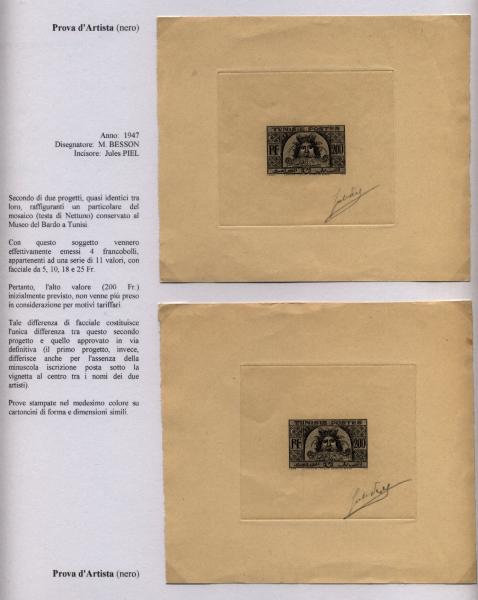 Prova d'Artista (nero)
TUNISIE POSTES
RF 200
Anno: 1947
Disegnatore: M. BESSON
Incisore: Jules PIEL
Secondo di due progetti, quasi identici tra
loro, raffiguranti un particolare del
mosaico (testa di Nettuno) conservato al
Museo del Bardo a Tunisi.
Con questo soggetto vennero
effettivamente emessi 4 francobolli,
appartenenti ad una serie di 11 valori, con
facciale da 5, 10, 18 e 25 Fr.
Pertanto, l'alto valore (200 Fr.)
inizialmente previsto, non venne più preso
in considerazione per motivi tariffari.
Tale differenza di facciale costituisce
l'unica differenza tra questo secondo
progetto e quello approvato in via
definitiva (il primo progetto, invece,
differisce anche per l'assenza della
minuscola iscrizione posta sotto la
vignetta al centro tra i nomi dei due
artisti).
Prove stampate nel medesimo colore su
cartoncini di forma e dimensioni simili.
TUNISIE POSTES
RF 200
Prova d'Artista (nero)